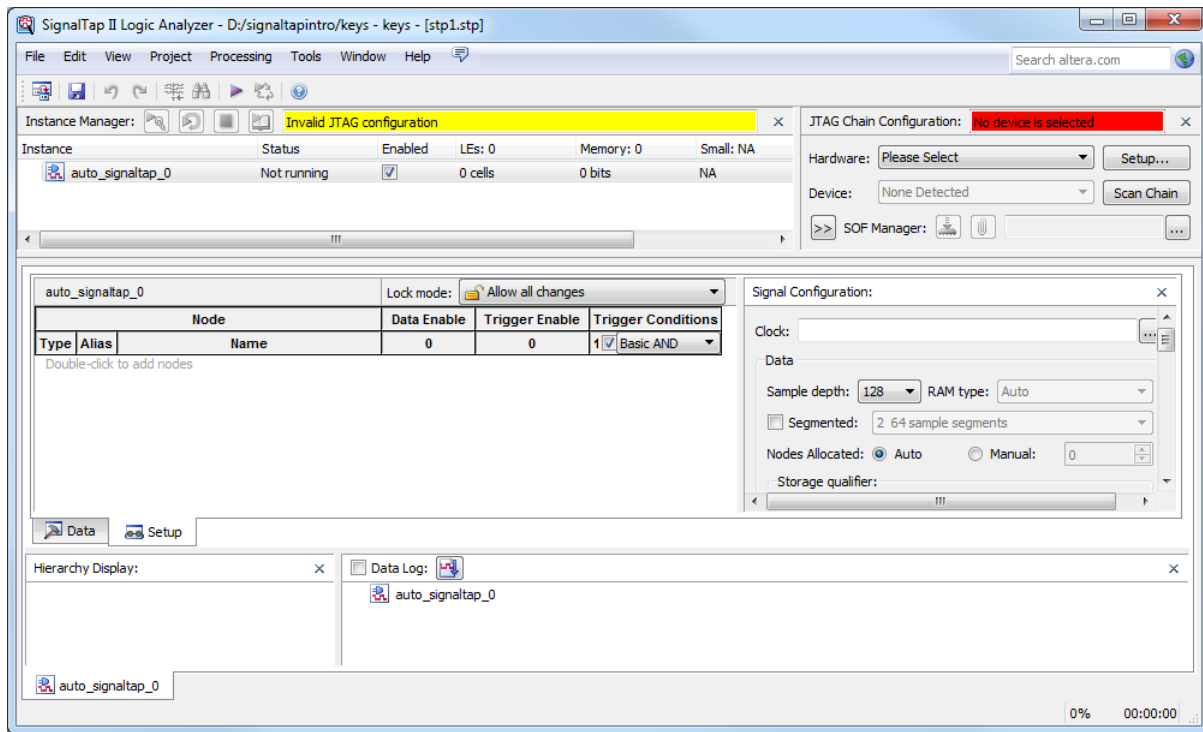 SignalTap II Logic Analyzer - D:/signaltapintro/keys - keys - [stp1.stp]
File Edit View Project Processing Tools Window Help
Search altera.com
Instance Manager: Invalid JTAG configuration
Instance Status Enabled LEs: 0 Memory: 0 Small: NA
auto_signaltap_0 Not running 0 cells 0 bits NA
JTAG Chain Configuration: No device is selected
Hardware: Please Select Setup...
Device: None Detected Scan Chain
>> SOF Manager: ...
auto_signaltap_0 Lock mode: Allow all changes
Node Data Enable Trigger Enable Trigger Conditions
Type Alias Name 0 0 1 Basic AND
Double-click to add nodes
Signal Configuration:
Clock: ...
Data
Sample depth: 128 RAM type: Auto
Segmented: 2 64 sample segments
Nodes Allocated: Auto Manual: 0
Storage qualifier:
Data Setup
Hierarchy Display:
Data Log:
auto_signaltap_0
auto_signaltap_0
0% 00:00:00